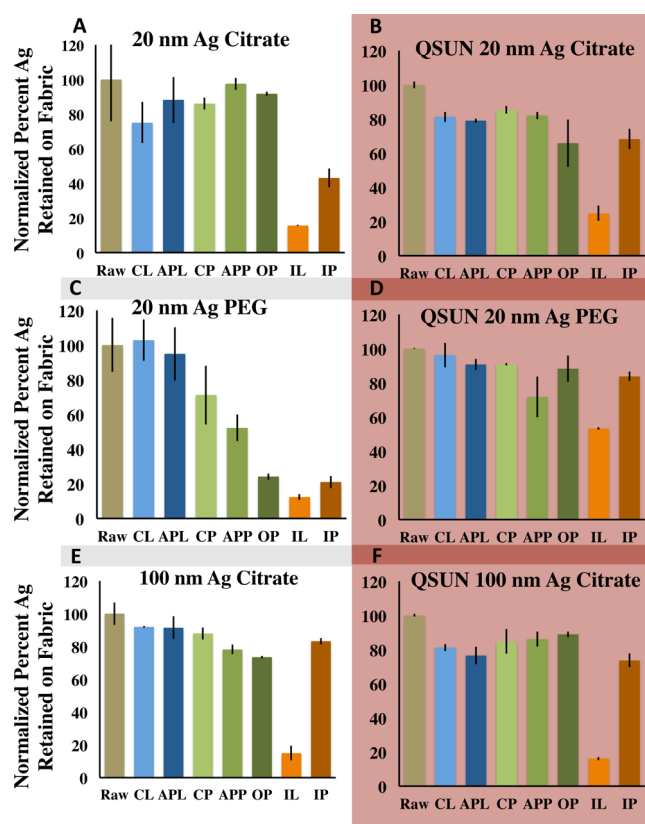 A
20 nm Ag Citrate
Normalized Percent Ag
Retained on Fabric
120
100
80
60
40
20
0
Raw CL APL CP APP OP IL IP
B
QSUN 20 nm Ag Citrate
120
100
80
60
40
20
0
Raw CL APL CP APP OP IL IP
C
20 nm Ag PEG
Normalized Percent Ag
Retained on Fabric
120
100
80
60
40
20
0
Raw CL APL CP APP OP IL IP
D
QSUN 20 nm Ag PEG
120
100
80
60
40
20
0
Raw CL APL CP APP OP IL IP
E
100 nm Ag Citrate
Normalized Percent Ag
Retained on Fabric
120
100
80
60
40
20
0
Raw CL APL CP APP OP IL IP
F
QSUN 100 nm Ag Citrate
120
100
80
60
40
20
0
Raw CL APL CP APP OP IL IP